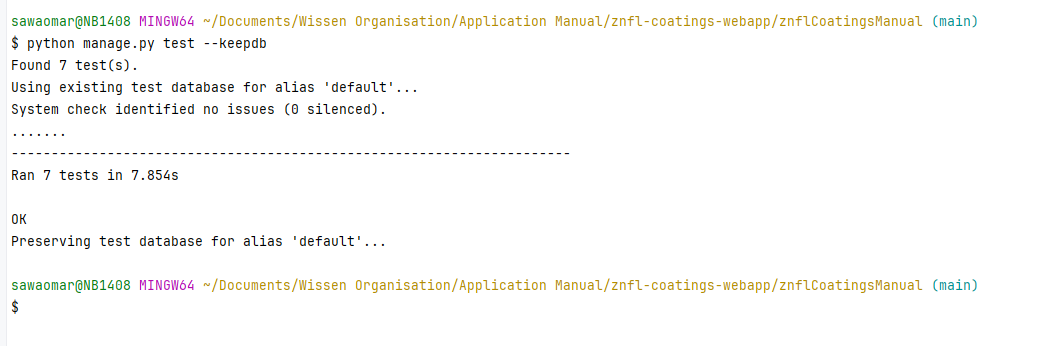 sawaomar@NB1408 MINGW64 ~/Documents/Wissen Organisation/Application Manual/znfl-coatings-webapp/znflCoatingsManual (main)
$ python manage.py test --keepdb
Found 7 test(s).
Using existing test database for alias 'default'...
System check identified no issues (0 silenced).
.......
----------------------------------------------------------------------
Ran 7 tests in 7.854s

OK
Preserving test database for alias 'default'...

sawaomar@NB1408 MINGW64 ~/Documents/Wissen Organisation/Application Manual/znfl-coatings-webapp/znflCoatingsManual (main)
$